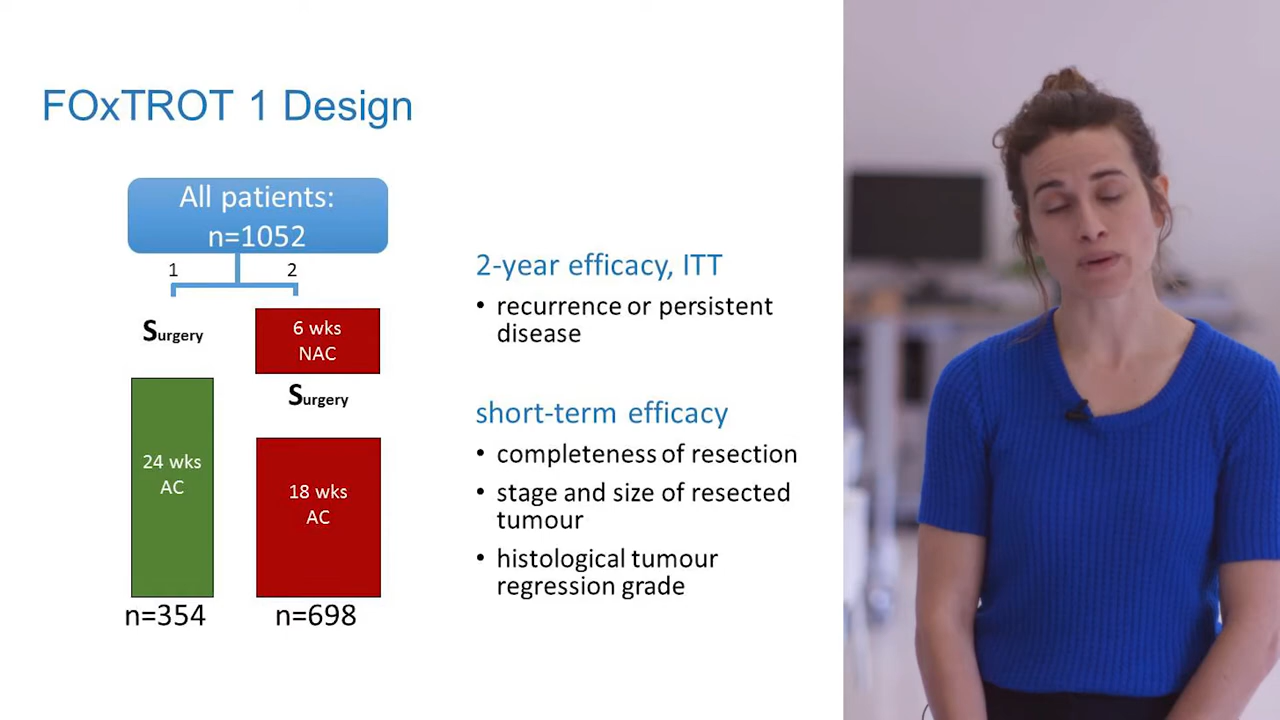 FOxTROT 1 Design
All patients:
n=1052
1
2
Surgery
24 wks
AC
n=354
6 wks
NAC
Surgery
18 wks
AC
n=698
2-year efficacy, ITT
• recurrence or persistent
disease
short-term efficacy
• completeness of resection
• stage and size of resected
tumour
• histological tumour
regression grade